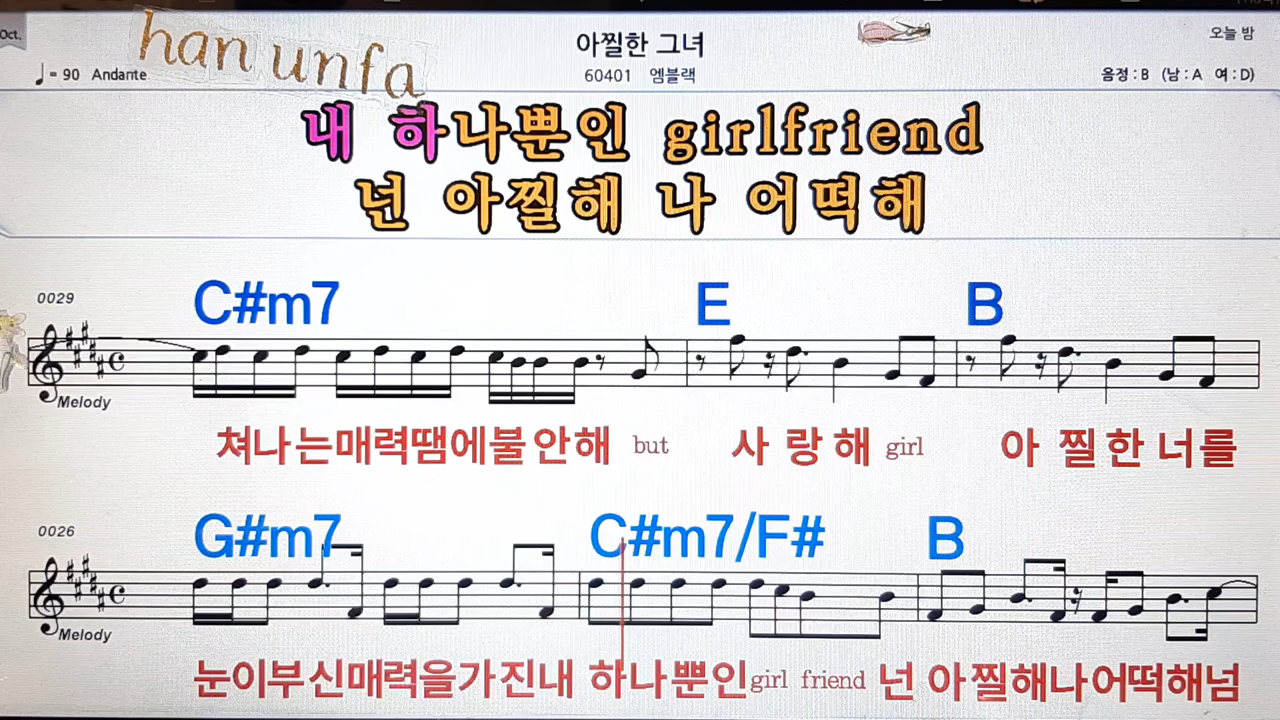 Oct.
han unfa
아찔한 그녀
오늘 밤
♩= 90 Andante
60401 엠블랙
음정 : B (남 : A 여 : D)
내 하나뿐인 girlfriend
넌 아찔해 나 어떡해
0029
C#m7 E B
Melody
쳐나는매력땜에불안해 but 사랑해 girl 아찔한너를
0026
G#m7 C#m7/F# B
Melody
눈이부신매력을가진내 하나뿐인girl friend 넌 아찔해나어떡해넘